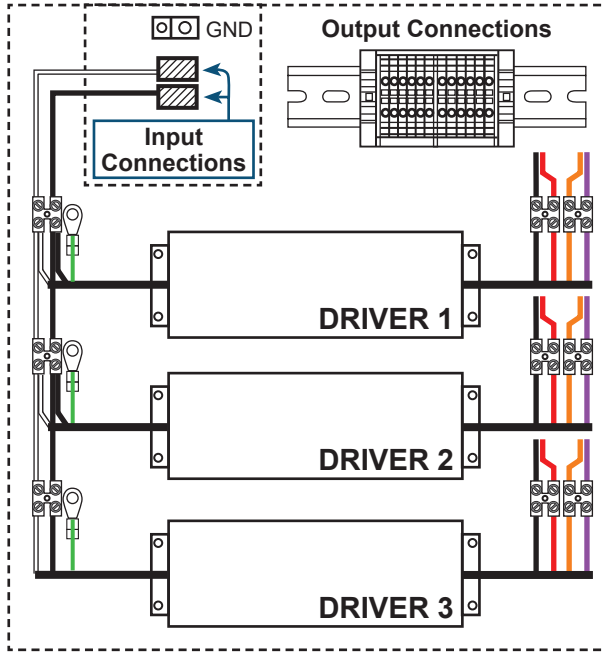 GND
Output Connections
Input
Connections
DRIVER 1
DRIVER 2
DRIVER 3